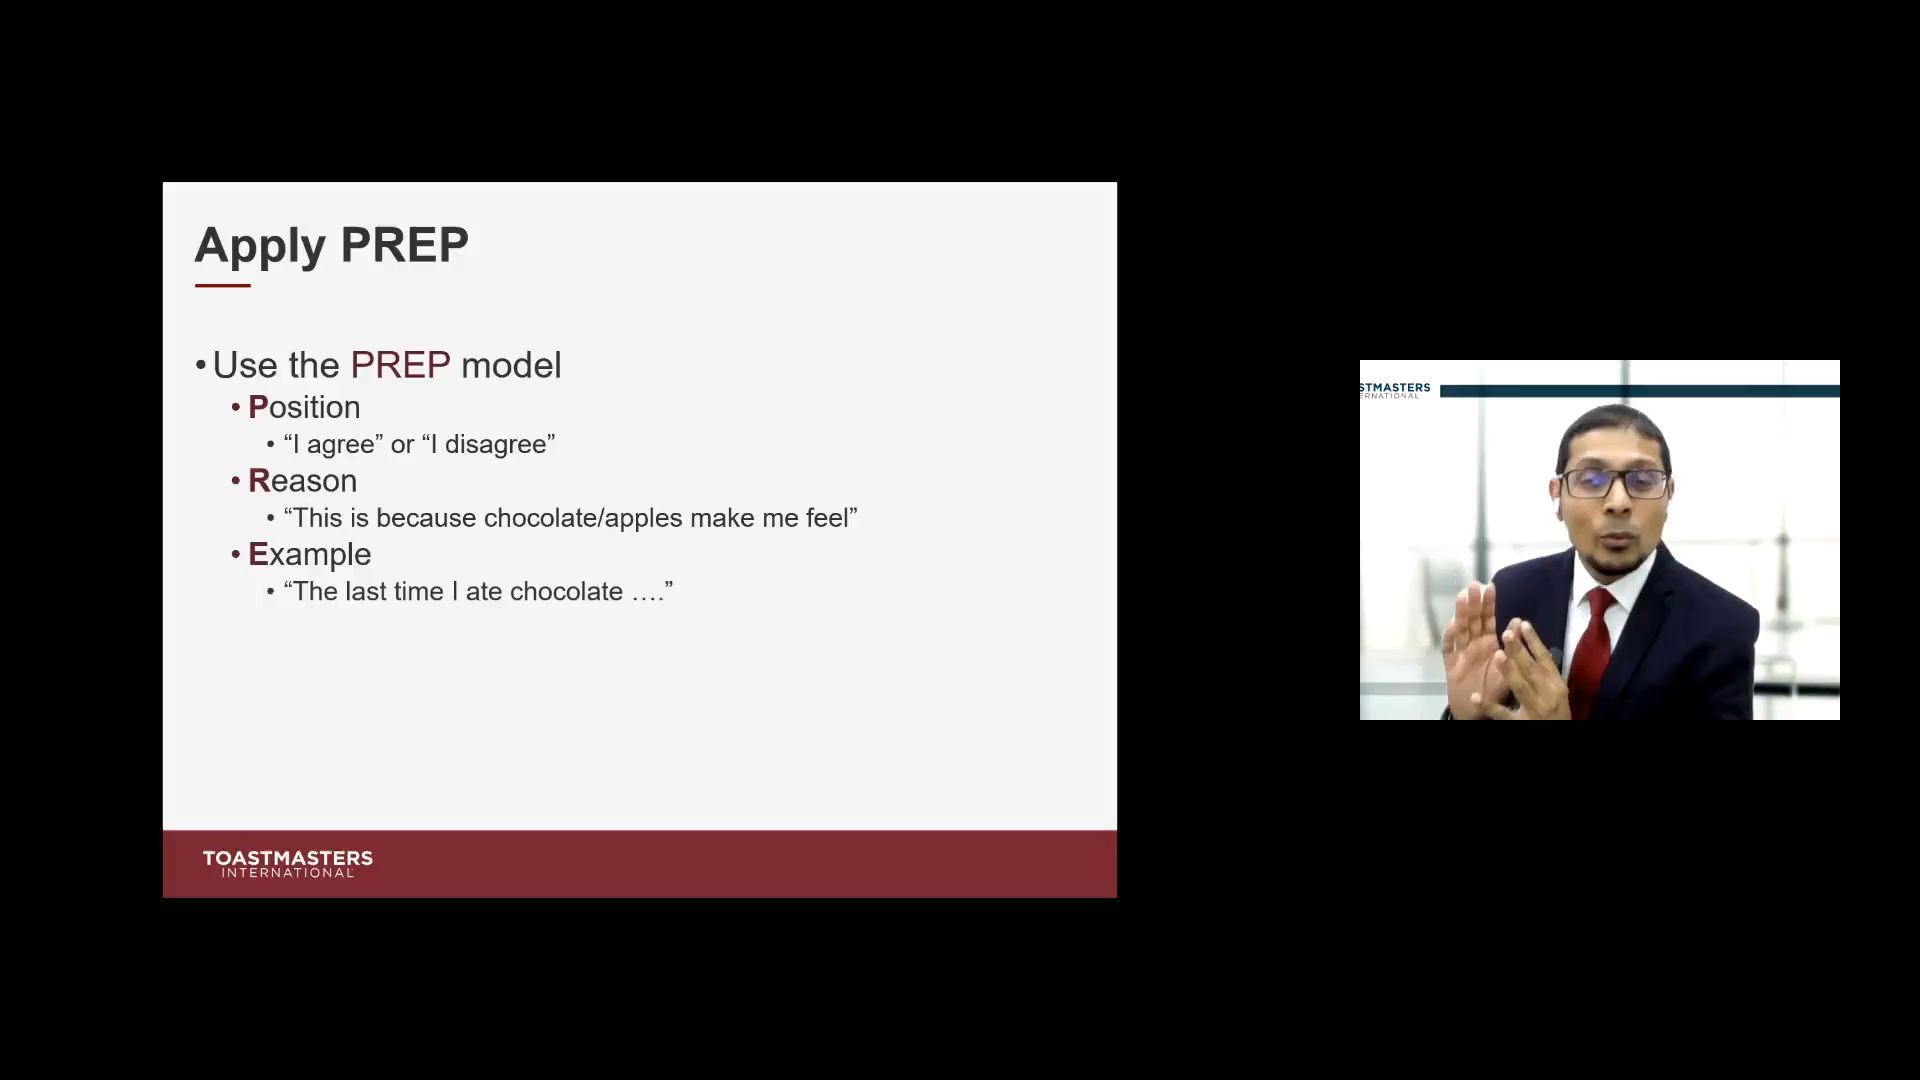 Apply PREP
• Use the PREP model
• Position
• “I agree” or “I disagree”
• Reason
• “This is because chocolate/apples make me feel”
• Example
• “The last time I ate chocolate ….”
TOASTMASTERS
INTERNATIONAL
STMASTERS
ERNATIONAL